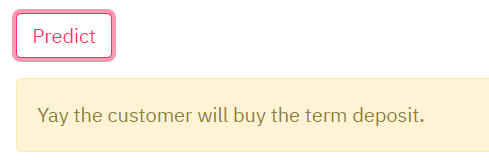 Predict
Yay the customer will buy the term deposit.